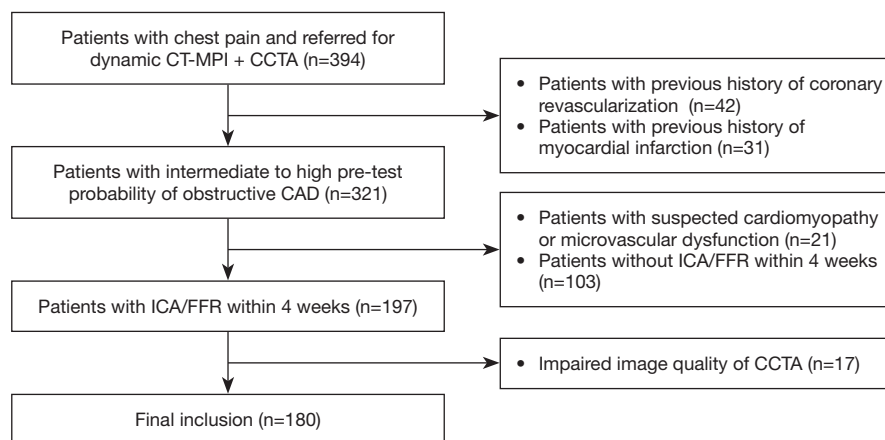 Patients with chest pain and referred for
dynamic CT-MPI + CCTA (n=394)
• Patients with previous history of coronary
revascularization (n=42)
• Patients with previous history of
myocardial infarction (n=31)
Patients with intermediate to high pre-test
probability of obstructive CAD (n=321)
• Patients with suspected cardiomyopathy
or microvascular dysfunction (n=21)
• Patients without ICA/FFR within 4 weeks
(n=103)
Patients with ICA/FFR within 4 weeks (n=197)
• Impaired image quality of CCTA (n=17)
Final inclusion (n=180)